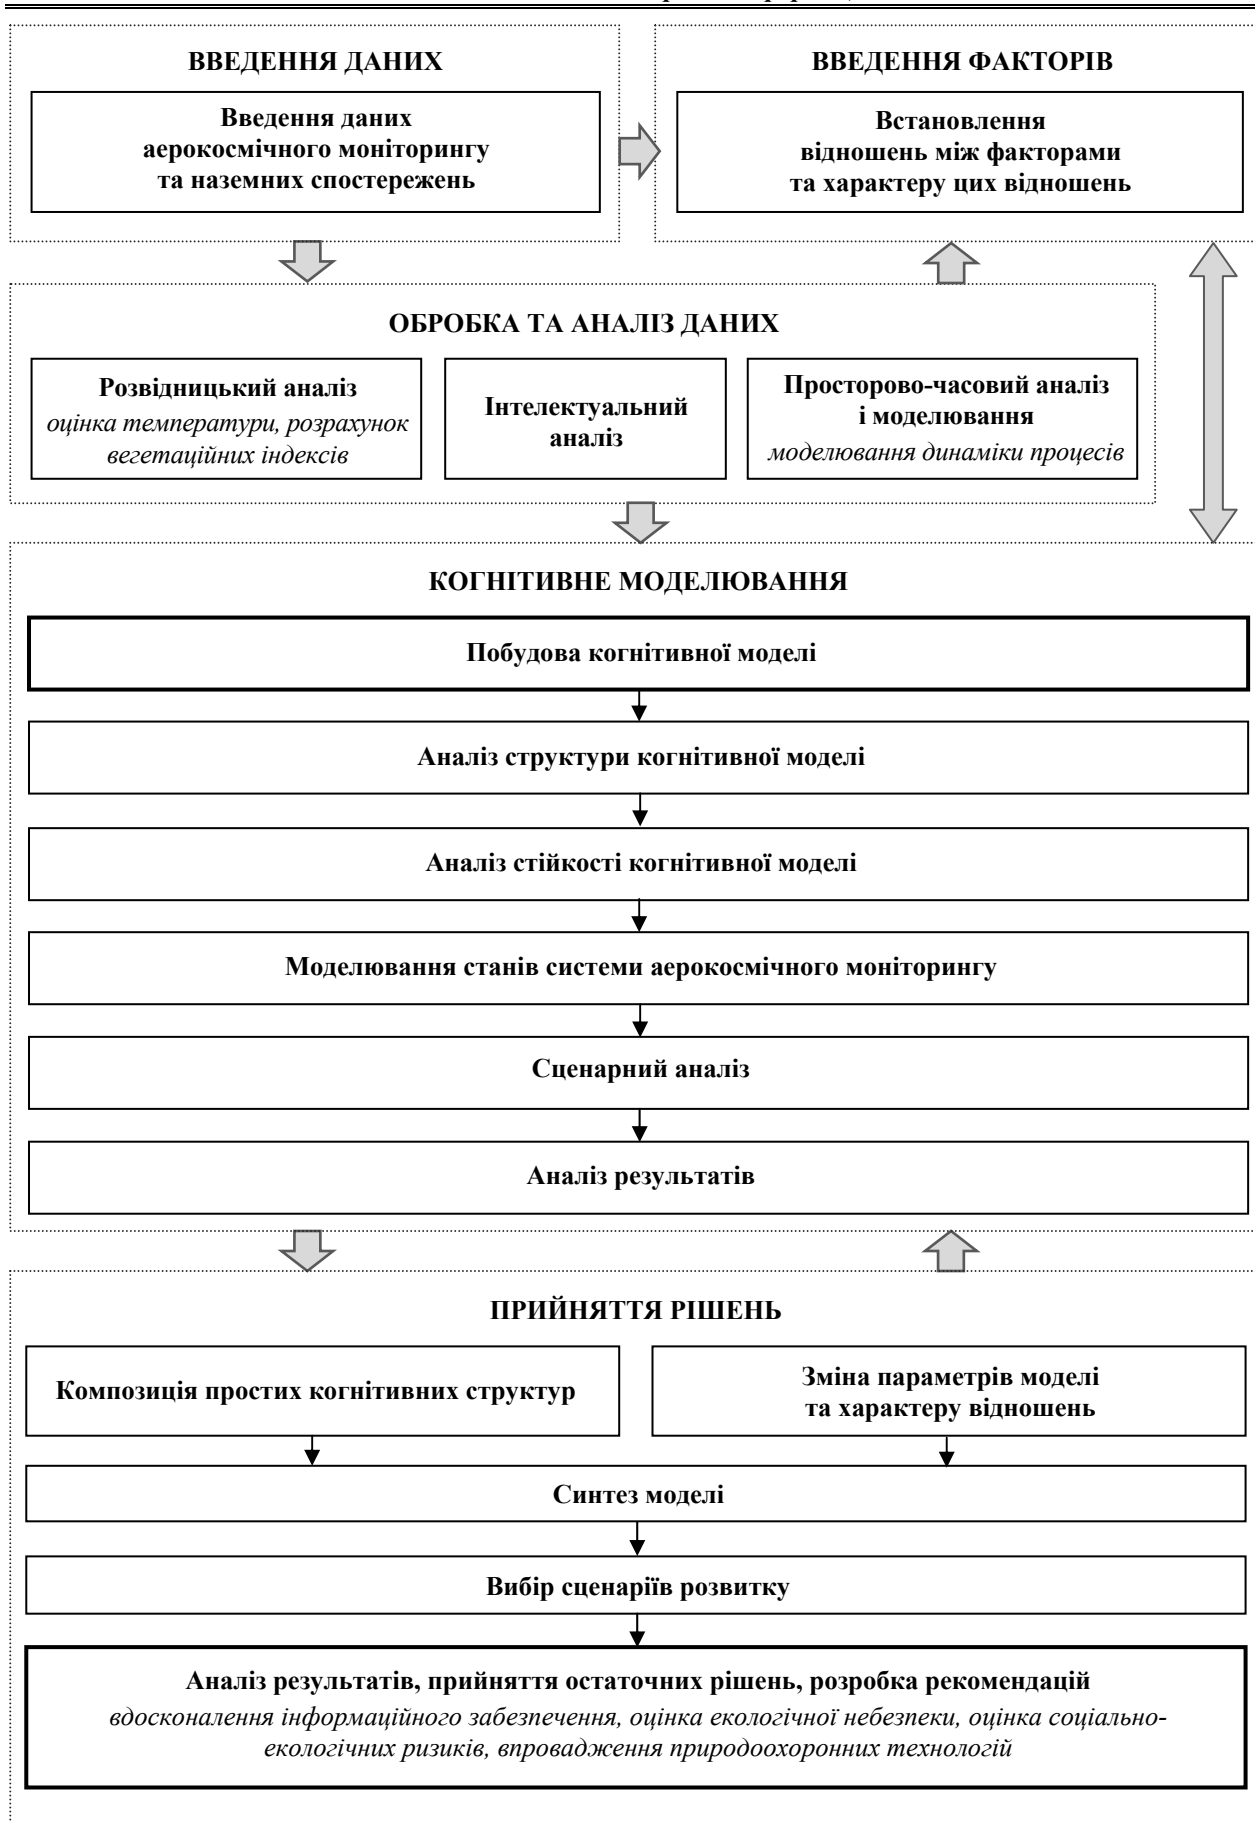 ВВЕДЕННЯ ДАНИХ
Введення даних
аерокосмічного моніторингу
та наземних спостережень
ВВЕДЕННЯ ФАКТОРІВ
Встановлення
відношень між факторами
та характеру цих відношень
ОБРОБКА ТА АНАЛІЗ ДАНИХ
Розвідницький аналіз
оцінка температури, розрахунок
вегетаційних індексів
Інтелектуальний
аналіз
Просторово-часовий аналіз
і моделювання
моделювання динаміки процесів
КОГНІТИВНЕ МОДЕЛЮВАННЯ
Побудова когнітивної моделі
Аналіз структури когнітивної моделі
Аналіз стійкості когнітивної моделі
Моделювання станів системи аерокосмічного моніторингу
Сценарний аналіз
Аналіз результатів
ПРИЙНЯТТЯ РІШЕНЬ
Композиція простих когнітивних структур
Зміна параметрів моделі
та характеру відношень
Синтез моделі
Вибір сценаріїв розвитку
Аналіз результатів, прийняття остаточних рішень, розробка рекомендацій
вдосконалення інформаційного забезпечення, оцінка екологічної небезпеки, оцінка соціально-
екологічних ризиків, впровадження природоохоронних технологій